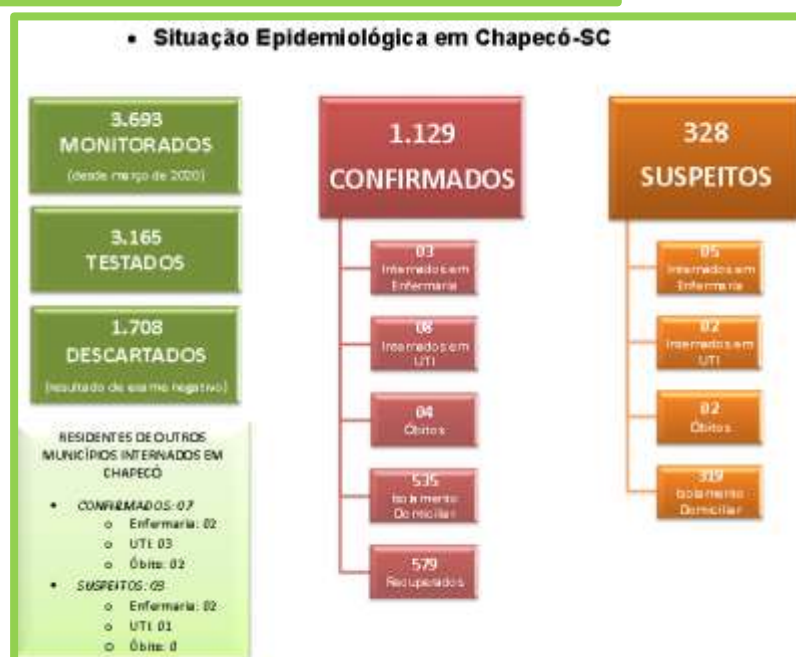 • Situação Epidemiológica em Chapecó-SC
3.693
MONITORADOS
(desde março de 2020)
3.165
TESTADOS
1.708
DESCARTADOS
(resultado de exame negativo)
RESIDENTES DE OUTROS
MUNICÍPIOS INTERNADOS EM
CHAPECÓ
• CONFIRMADOS: 07
o Enfermaria: 02
o UTI: 03
o Óbito: 02
• SUSPEITOS: 03
o Enfermaria: 02
o UTI: 01
o Óbito: 0
1.129
CONFIRMADOS
03
Internados em
Enfermaria
08
Internados em
UTI
04
Óbitos
535
Isolamento
Domiciliar
579
Recuperados
328
SUSPEITOS
05
Internados em
Enfermaria
02
Internados em
UTI
02
Óbitos
319
Isolamento
Domiciliar